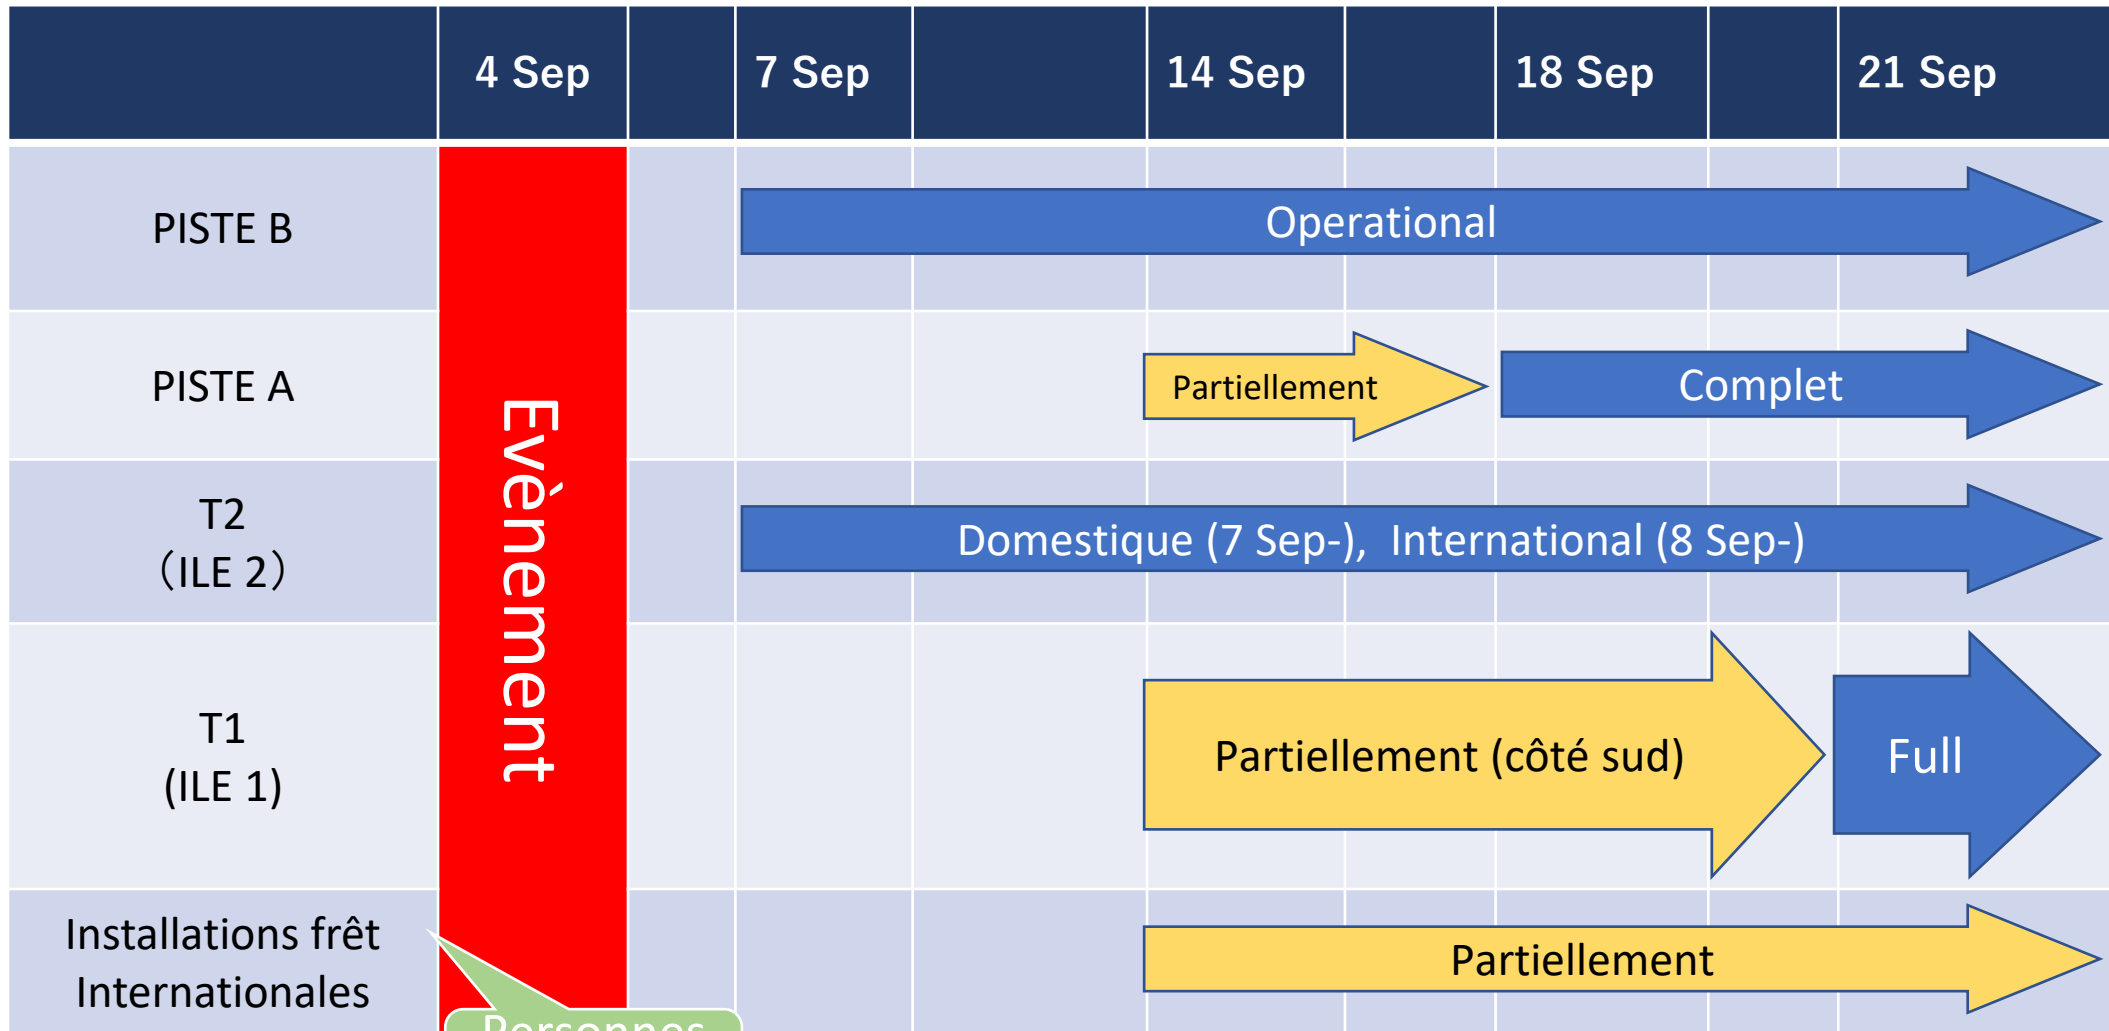 4 Sep
7 Sep
14 Sep
18 Sep
21 Sep
PISTE B
Operational
PISTE A
Partiellement
Complet
Evènement
T2
（ILE 2）
Domestique (7 Sep-), International (8 Sep-)
T1
(ILE 1)
Partiellement (côté sud)
Full
Installations frêt
Internationales
Partiellement
Personnes